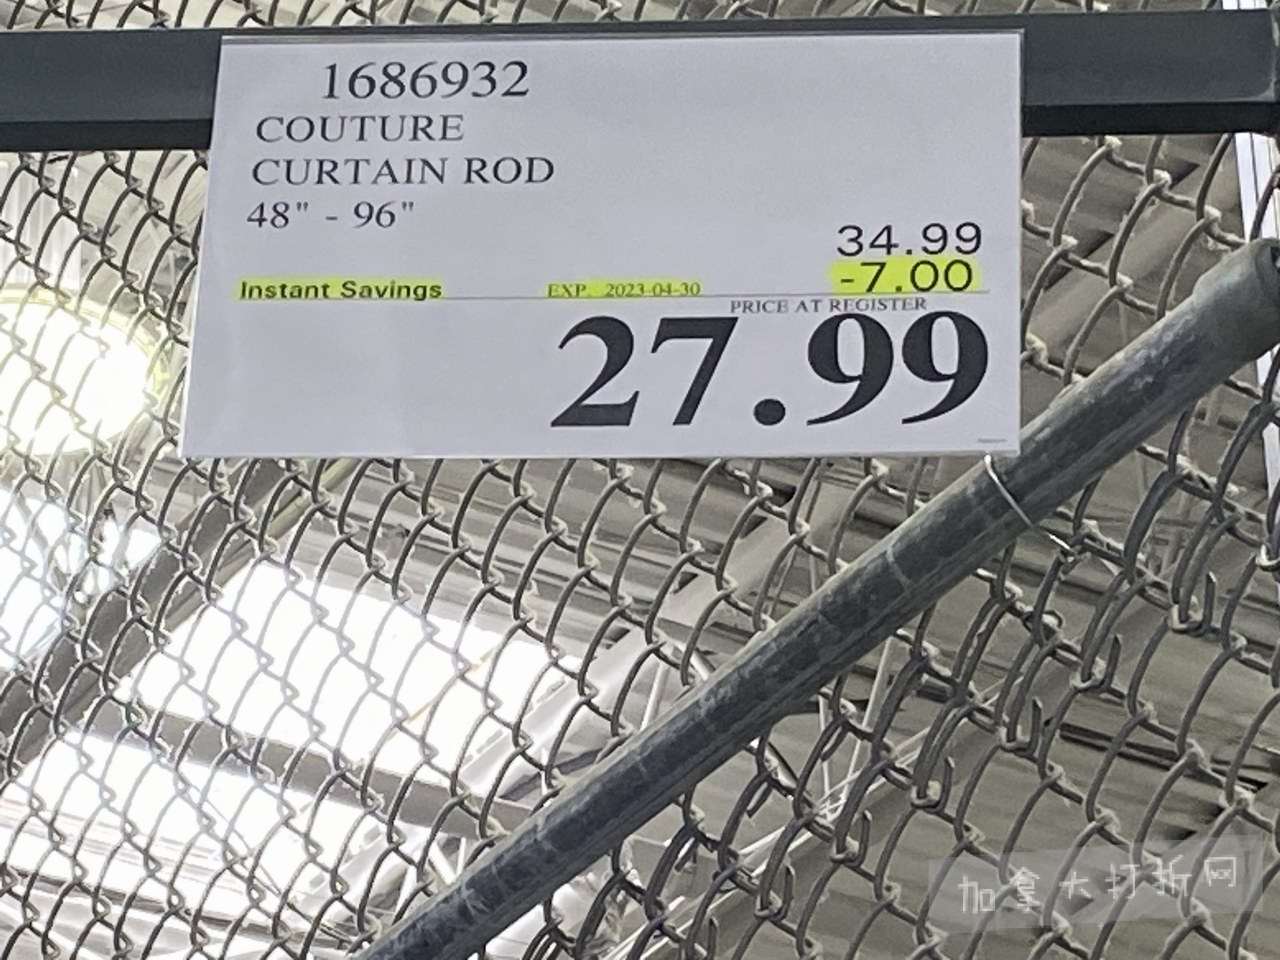 1686932
COUTURE
CURTAIN ROD
48" - 96"
34.99
Instant Savings EXP. 2023-04-30 -7.00
PRICE AT REGISTER
27.99
加拿大打折网